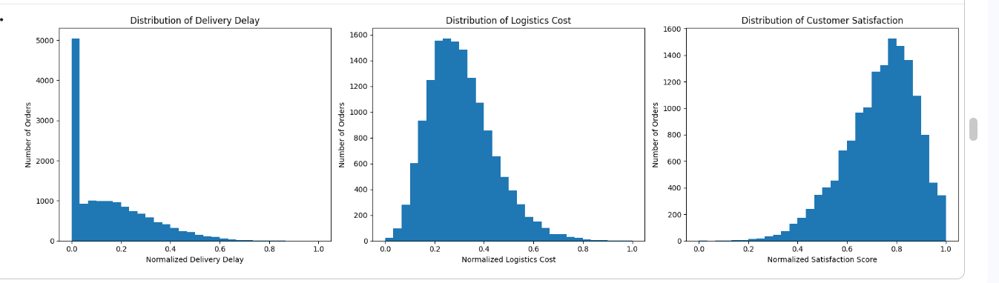 Distribution of Delivery Delay
5000
4000
3000
2000
1000
0
Number of Orders
0.0 0.2 0.4 0.6 0.8 1.0
Normalized Delivery Delay
Distribution of Logistics Cost
1600
1400
1200
1000
800
600
400
200
0
Number of Orders
0.0 0.2 0.4 0.6 0.8 1.0
Normalized Logistics Cost
Distribution of Customer Satisfaction
1600
1400
1200
1000
800
600
400
200
0
Number of Orders
0.0 0.2 0.4 0.6 0.8 1.0
Normalized Satisfaction Score